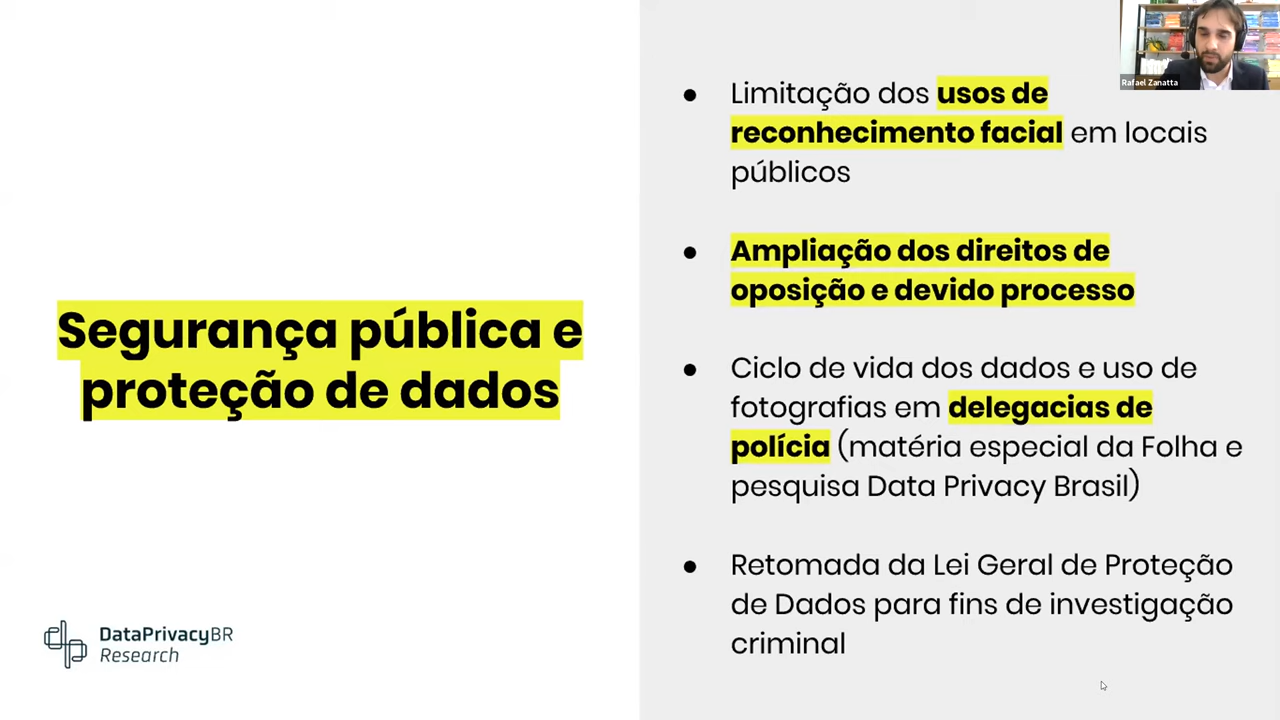 Segurança pública e
proteção de dados
DataPrivacyBR
Research
● Limitação dos usos de
reconhecimento facial em locais
públicos
● Ampliação dos direitos de
oposição e devido processo
● Ciclo de vida dos dados e uso de
fotografias em delegacias de
polícia (matéria especial da Folha e
pesquisa Data Privacy Brasil)
● Retomada da Lei Geral de Proteção
de Dados para fins de investigação
criminal
Rafael Zanatta